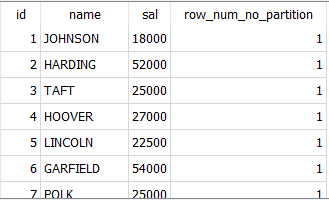 id name sal row_num_no_partition
1 JOHNSON 18000 1
2 HARDING 52000 1
3 TAFT 25000 1
4 HOOVER 27000 1
5 LINCOLN 22500 1
6 GARFIELD 54000 1
7 POLK 25000 1